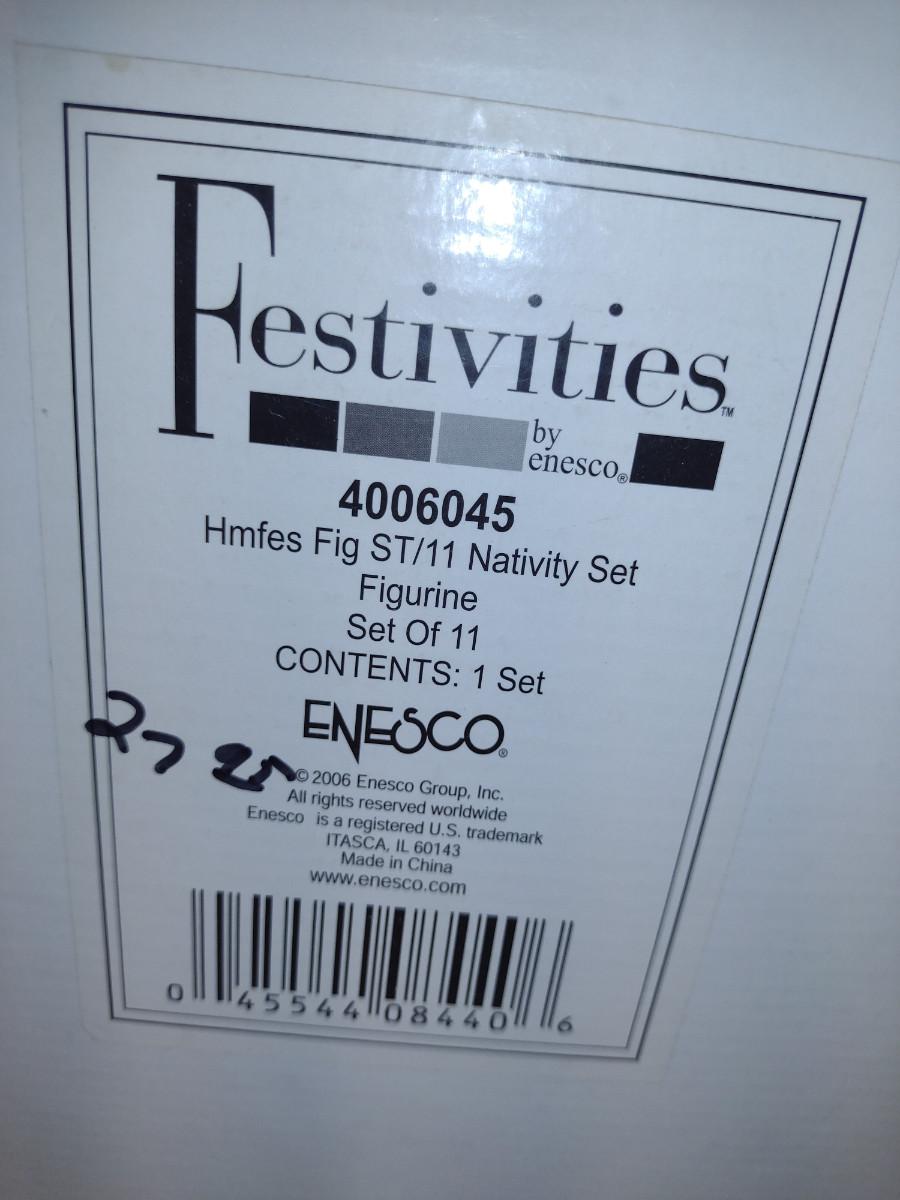 Festivities™
by
enesco®
4006045
Hmfes Fig ST/11 Nativity Set
Figurine
Set Of 11
CONTENTS: 1 Set
ENESCO®
27
© 2006 Enesco Group, Inc.
All rights reserved worldwide
Enesco is a registered U.S. trademark
ITASCA, IL 60143
Made in China
www.enesco.com
0 45544 08440 6